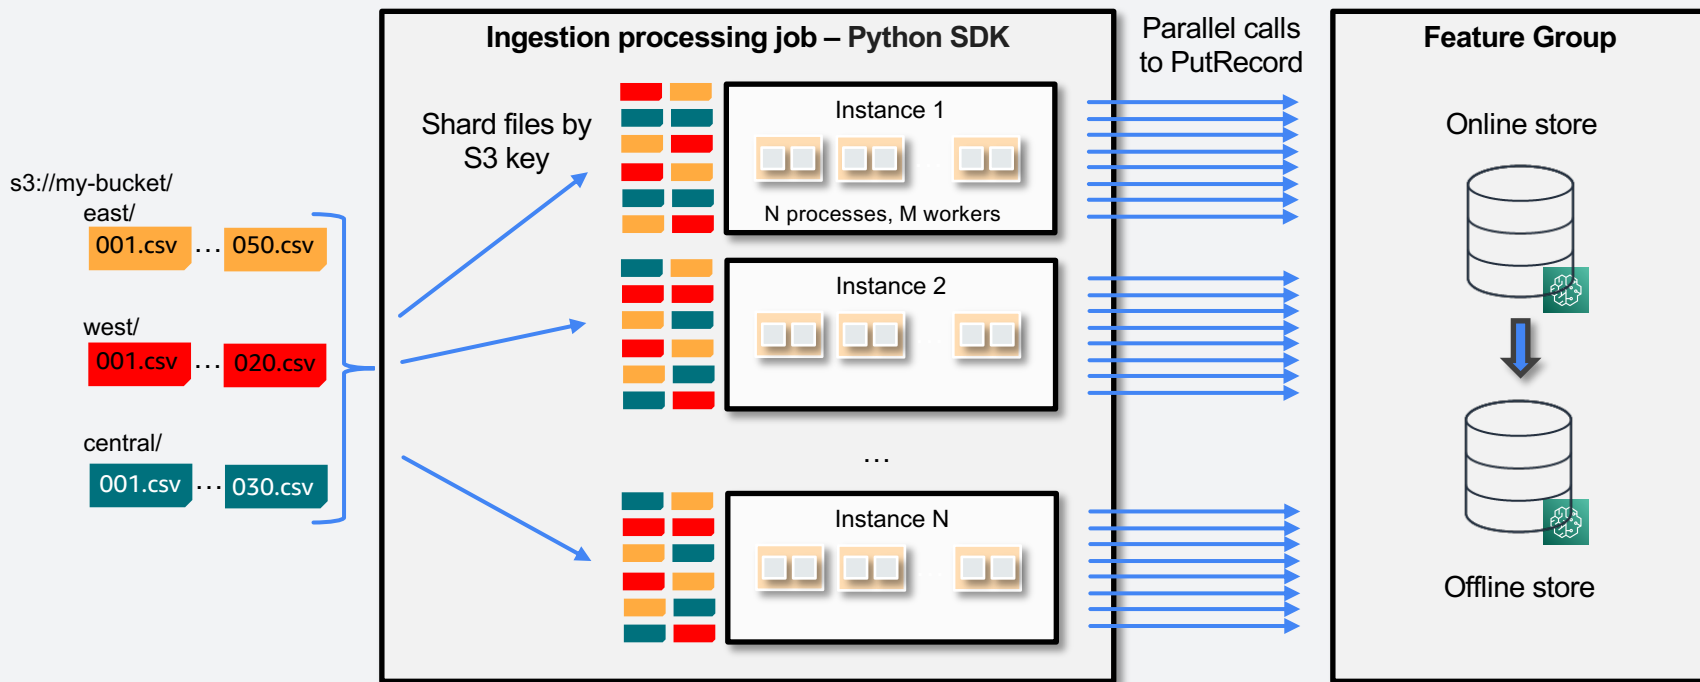 Ingestion processing job – Python SDK
Parallel calls
to PutRecord
Feature Group
Shard files by
S3 key
s3://my-bucket/
east/
001.csv … 050.csv
west/
001.csv … 020.csv
central/
001.csv … 030.csv
Instance 1
N processes, M workers
Instance 2
…
Instance N
Online store
Offline store